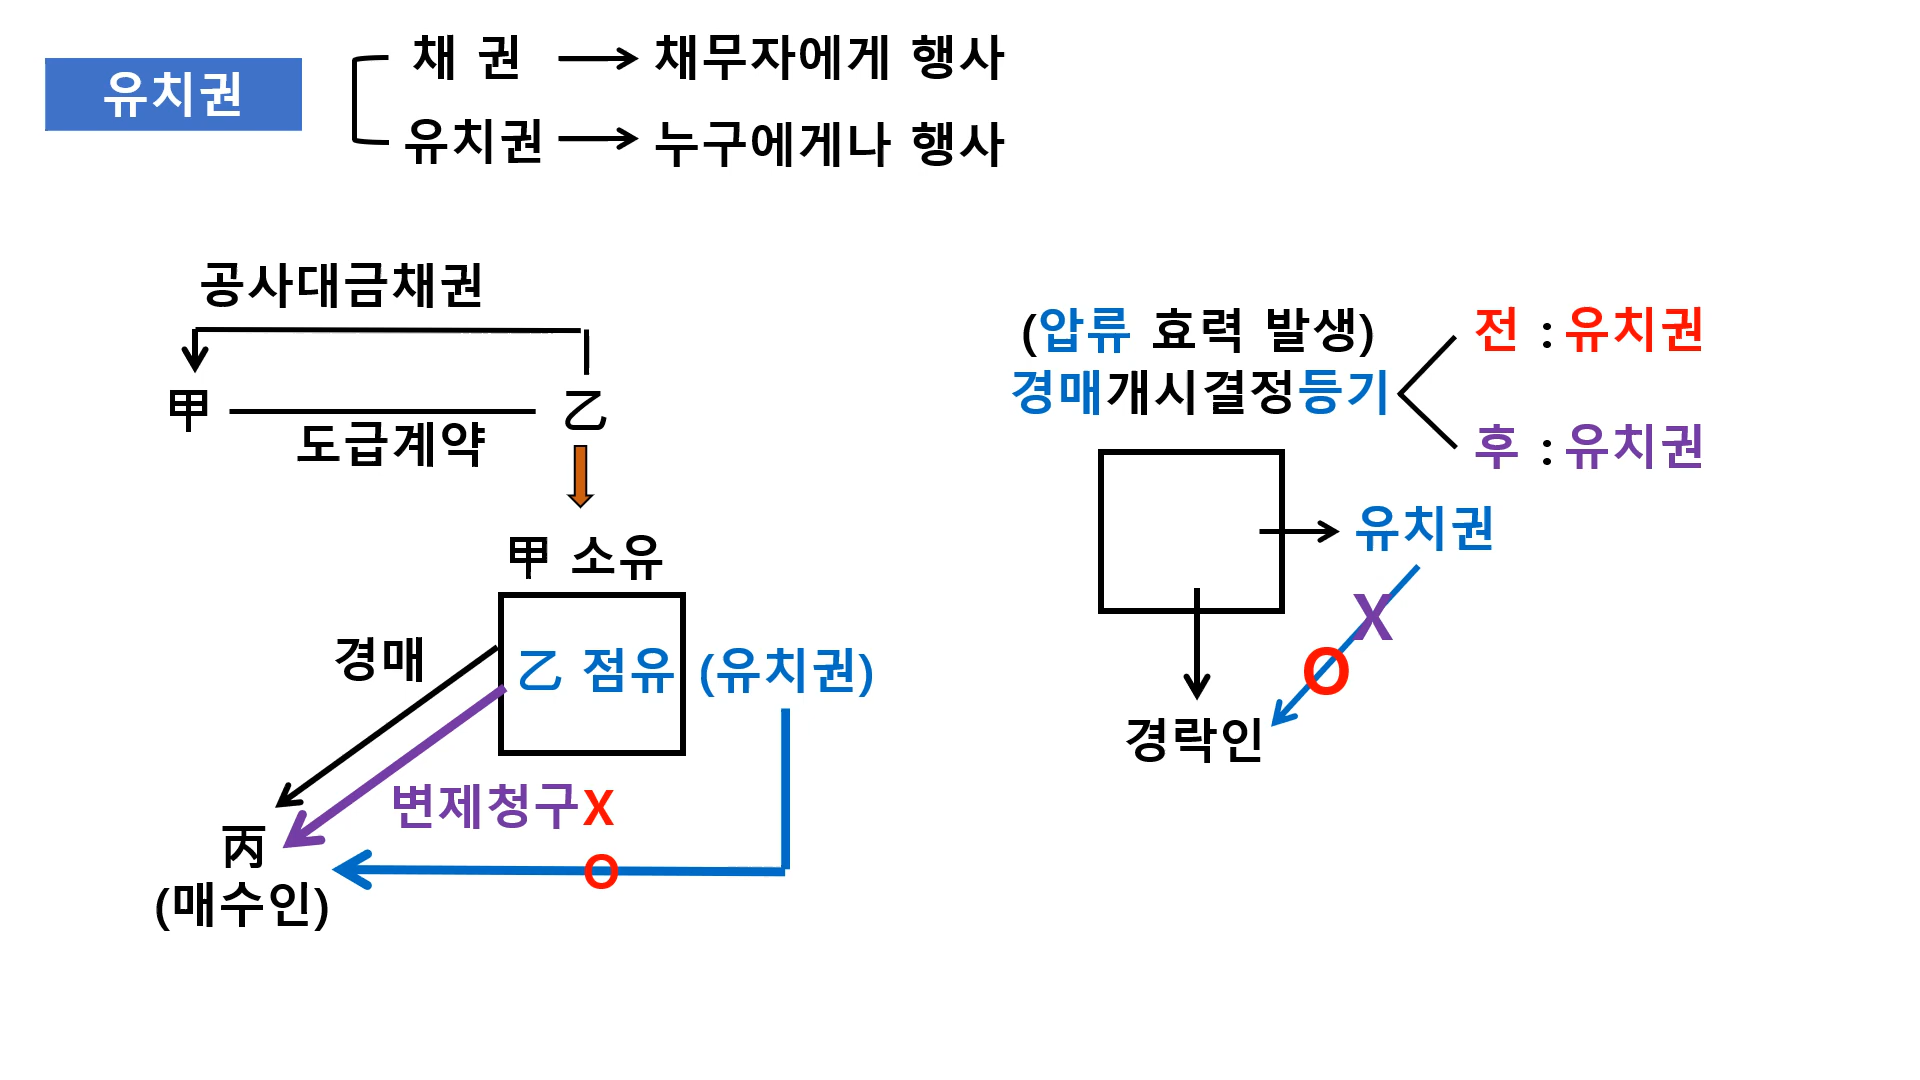 유치권
채 권 → 채무자에게 행사
유치권 → 누구에게나 행사
공사대금채권
甲 乙
도급계약
甲 소유
경매
乙 점유 (유치권)
변제청구X
O
丙
(매수인)
(압류 효력 발생)
경매개시결정등기
전 : 유치권
후 : 유치권
유치권
X
O
경락인